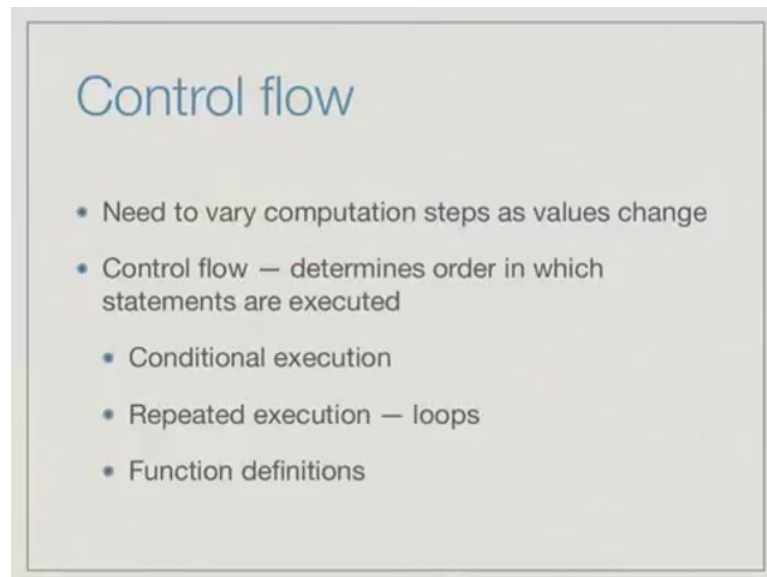 Control flow
• Need to vary computation steps as values change
• Control flow — determines order in which
statements are executed
• Conditional execution
• Repeated execution — loops
• Function definitions